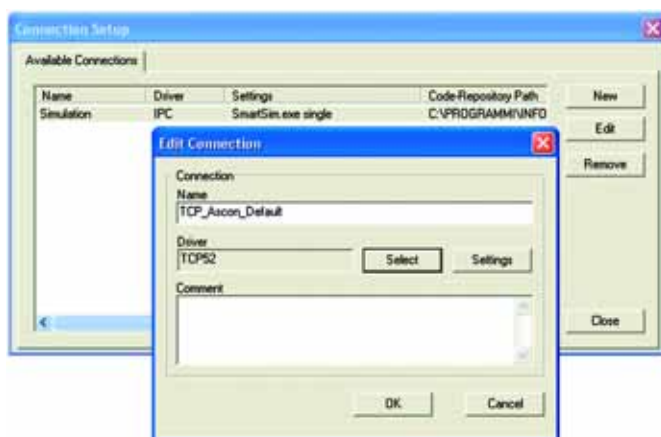 Connection Setup
Available Connections
Name Driver Settings Code-Repository Path
Simulation IPC SmartSim.exe single C:\PROGRAMMI\INFO
New
Edit
Remove
Close
Edit Connection
Connection
Name
TCP_Ascon_Default
Driver
TCP52
Select
Settings
Comment
OK
Cancel